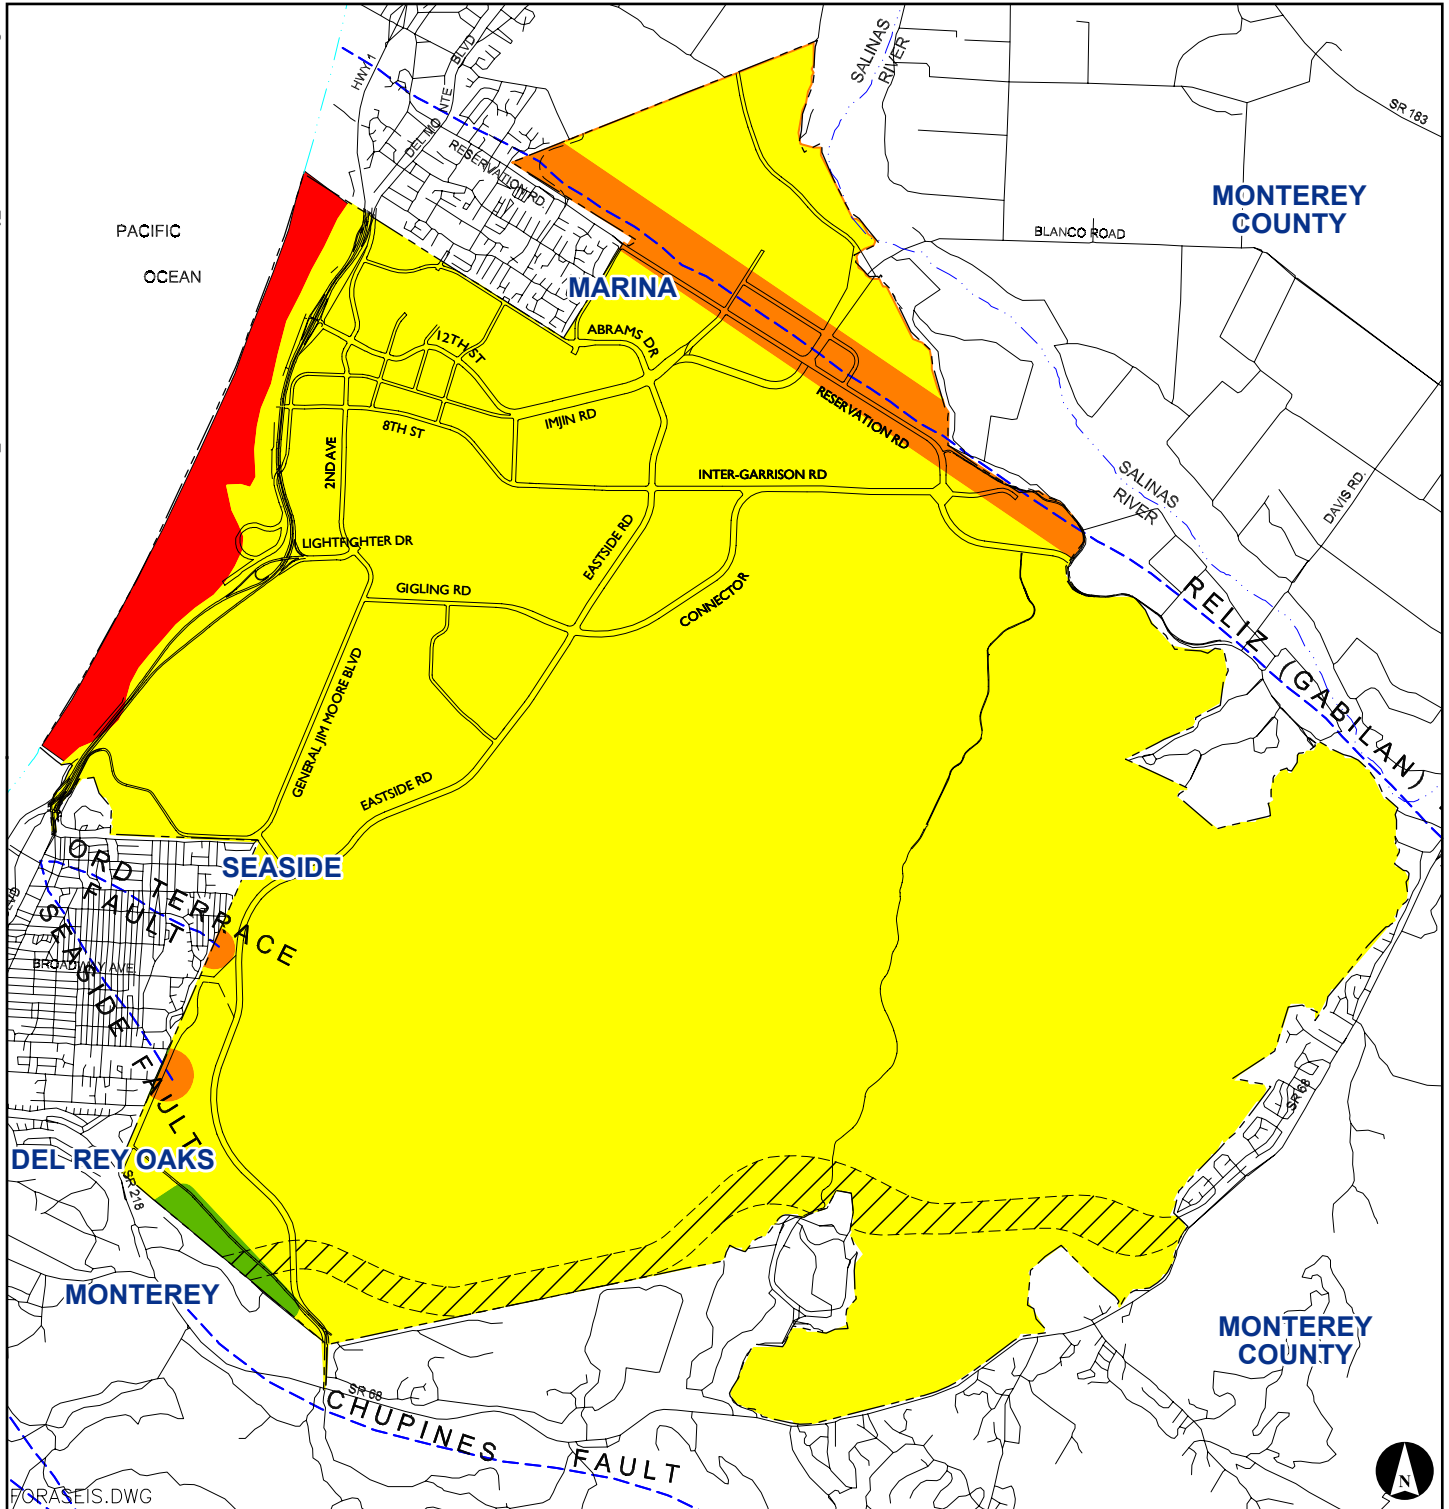 HWY 1
DEL MONTE BLVD
SALINAS
RIVER
SR 183
RESERVATION RD
MONTEREY
COUNTY
PACIFIC
OCEAN
BLANCO ROAD
MARINA
12TH ST
ABRAMS DR
IMJIN RD
RESERVATION RD
8TH ST
2ND AVE
INTER-GARRISON RD
SALINAS
RIVER
DAVIS RD.
LIGHTFIGHTER DR
EASTSIDE RD
GIGLING RD
CONNECTOR
RELIZ (GABILAN)
GENERAL JIM MOORE BLVD
EASTSIDE RD
SEASIDE
ORD TERRACE
FAULT
SEASIDE FAULT
BROADWAY AVE
SR 68
DEL REY OAKS
SR 218
MONTEREY
MONTEREY
COUNTY
SR 68
CHUPINES FAULT
N
FORASEIS.DWG